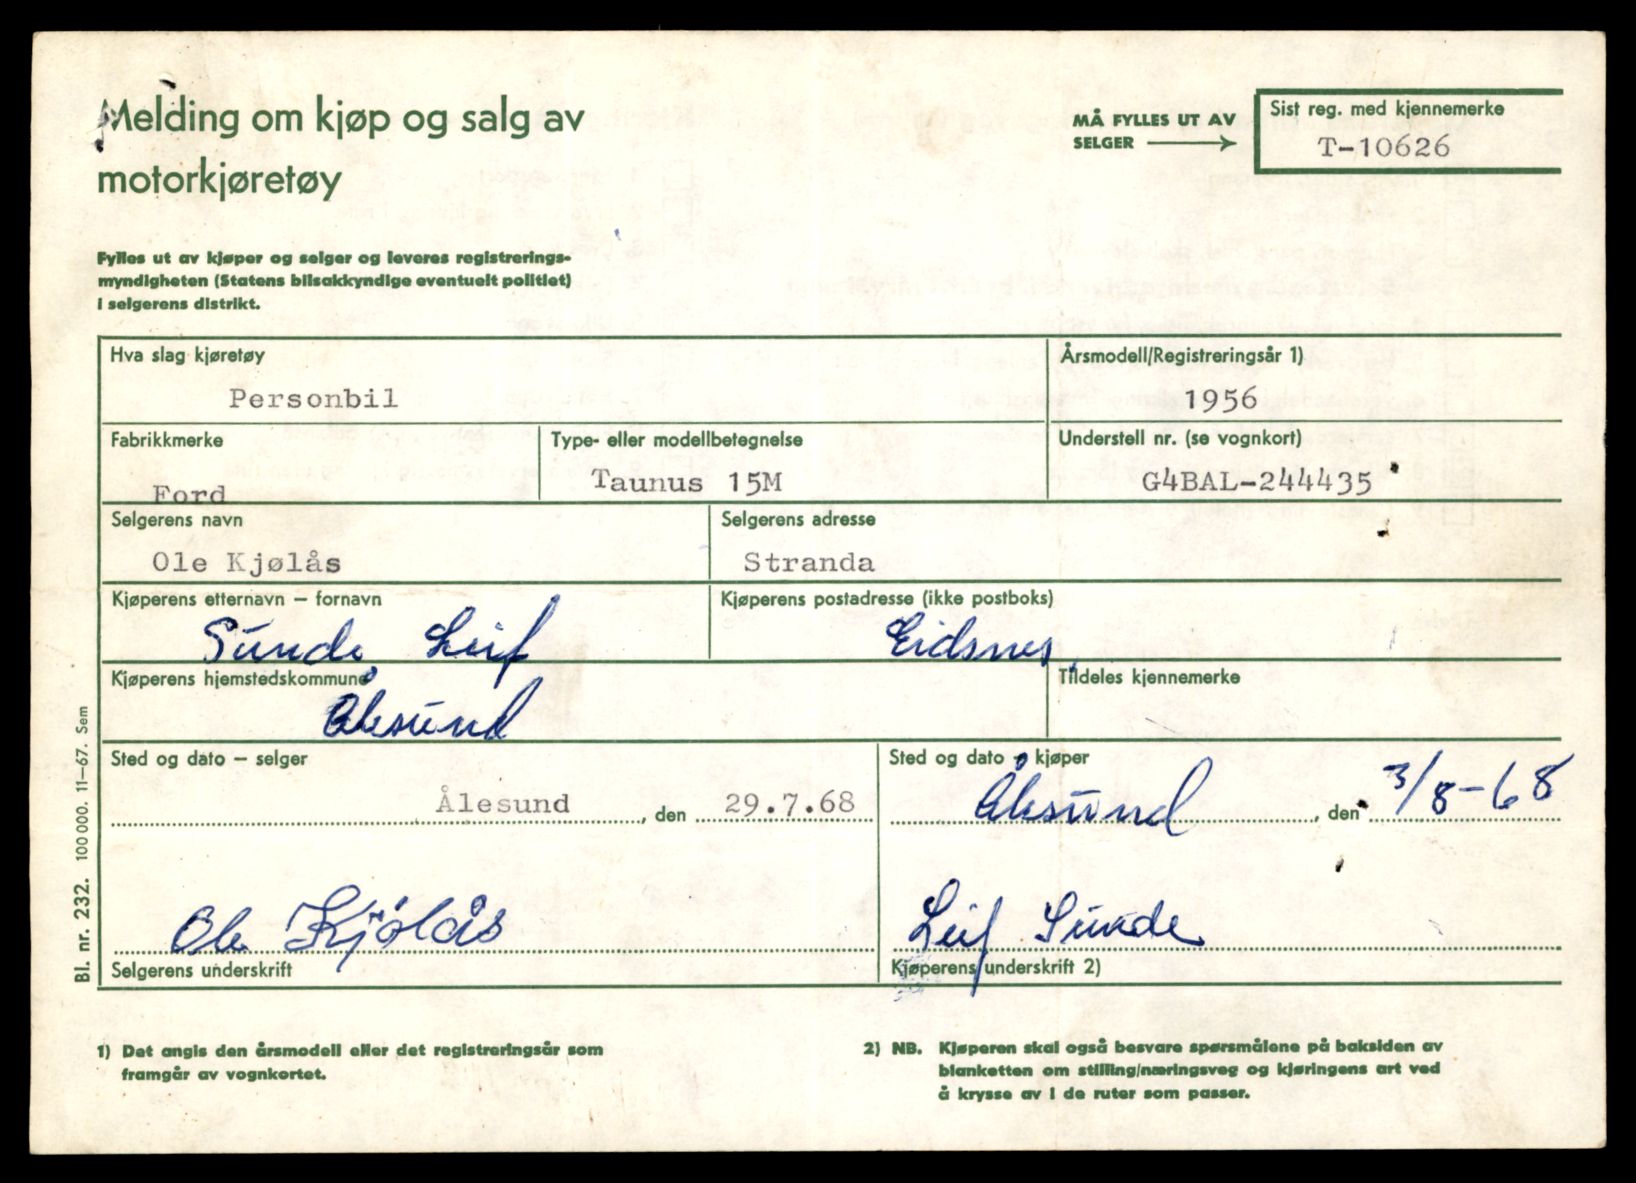 Melding om kjøp og salg av
motorkjøretøy
MÅ FYLLES UT AV
SELGER
Sist reg. med kjennemerke
T-10626
Fylles ut av kjøper og selger og leveres registrerings-
myndigheten (Statens bilsakkyndige eventuelt politiet)
i selgerens distrikt.
Hva slag kjøretøy
Personbil
Årsmodell/Registreringsår 1)
1956
Fabrikkmerke
Ford
Type- eller modellbetegnelse
Taunus 15M
Understell nr. (se vognkort)
G4BAL-244435
Selgerens navn
Ole Kjølås
Selgerens adresse
Stranda
Kjøperens etternavn – fornavn
Sunde, Leif
Kjøperens postadresse (ikke postboks)
Eidsnes,
Kjøperens hjemstedskommune
Ålesund
Tildeles kjennemerke
Sted og dato – selger
Ålesund, den 29.7.68
Sted og dato – kjøper
Ålesund, den 3/8-68
Ole Kjølås
Selgerens underskrift
Leif Sunde
Kjøperens underskrift 2)
Bl. nr. 232. 100 000. 11–67. Sem
1) Det angis den årsmodell eller det registreringsår som
framgår av vognkortet.
2) NB. Kjøperen skal også besvare spørsmålene på baksiden av
blanketten om stilling/næringsveg og kjøringens art ved
å krysse av i de ruter som passer.